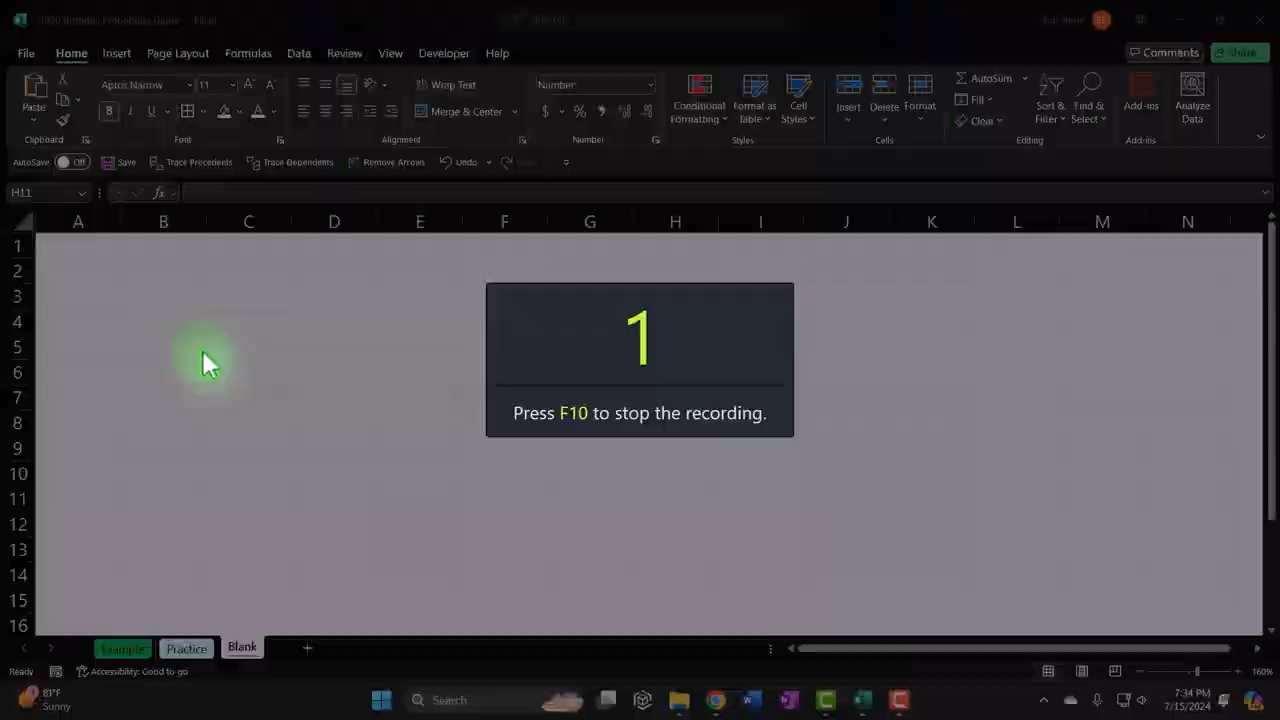 Birthday Probability Excel
File Home Insert Page Layout Formulas Data Review View Developer Help Comments Share
Paste Aptos Narrow 11 Wrap Text Number AutoSum
B I U Merge & Center $ % Conditional Formatting Format as Table Cell Styles Insert Delete Format Fill Clear Sort & Filter Find & Select Add-ins Analyze Data
Clipboard Font Alignment Number Styles Cells Editing Add-ins
AutoSave Off Save Trace Precedents Trace Dependents Remove Arrows Undo
H11 fx
A B C D E F G H I J K L M N
1
2
3
4
5
6
7
8
9
10
11
12
13
14
15
16
1
Press F10 to stop the recording.
Example Practice Blank
Ready Accessibility: Good to go 160%
81°F
Sunny
Search
7:34 PM
7/15/2024